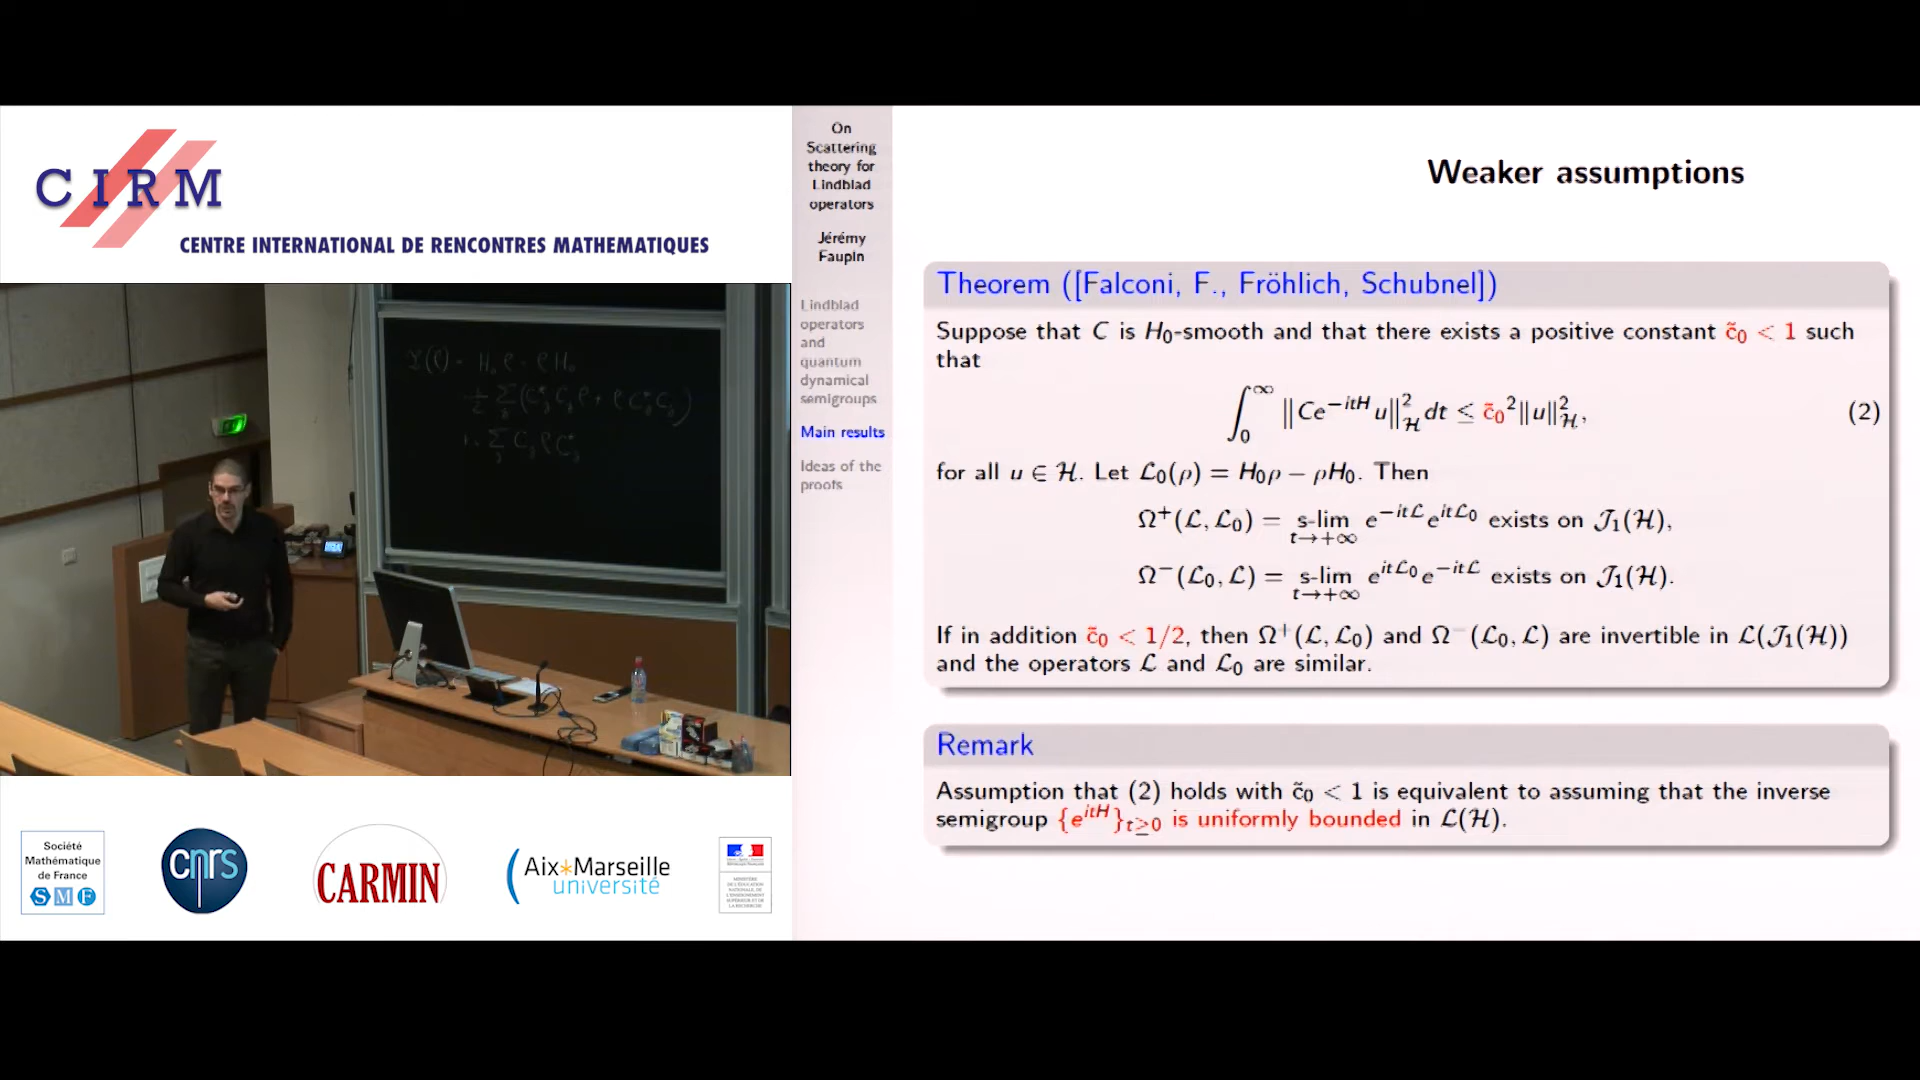 CIRM
CENTRE INTERNATIONAL DE RENCONTRES MATHEMATIQUES
Société
Mathématique
de France
S M F
cnrs
CARMIN
Aix*Marseille
université
On
Scattering
theory for
Lindblad
operators
Jérémy
Faupin
Lindblad
operators
and
quantum
dynamical
semigroups
Main results
Ideas of the
proofs
Weaker assumptions
Theorem ([Falconi, F., Fröhlich, Schubnel])
Suppose that C is H₀-smooth and that there exists a positive constant c̃₀ < 1 such
that
∫₀^∞ ‖Ce^{-itH}u‖²_ℋ dt ≤ c̃₀²‖u‖²_ℋ, (2)
for all u ∈ ℋ. Let ℒ₀(ρ) = H₀ρ − ρH₀. Then
Ω⁺(ℒ, ℒ₀) = s-lim_{t→+∞} e^{-itℒ}e^{itℒ₀} exists on 𝒥₁(ℋ),
Ω⁻(ℒ₀, ℒ) = s-lim_{t→+∞} e^{itℒ₀}e^{-itℒ} exists on 𝒥₁(ℋ).
If in addition c̃₀ < 1/2, then Ω⁺(ℒ, ℒ₀) and Ω⁻(ℒ₀, ℒ) are invertible in ℒ(𝒥₁(ℋ))
and the operators ℒ and ℒ₀ are similar.
Remark
Assumption that (2) holds with c̃₀ < 1 is equivalent to assuming that the inverse
semigroup {e^{itH}}_{t≥0} is uniformly bounded in ℒ(ℋ).